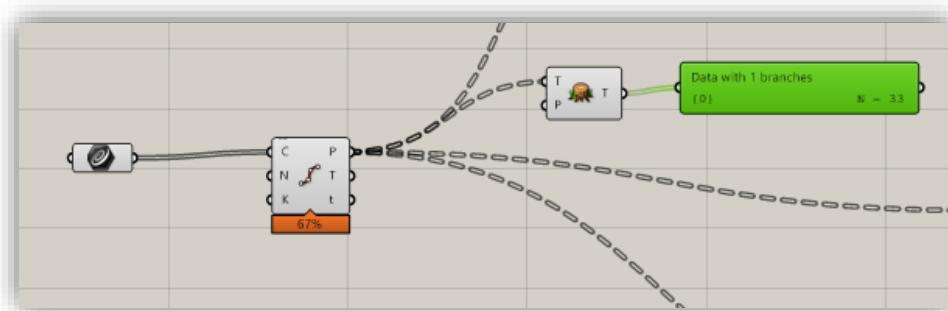 T
P
T
Data with 1 branches
{0} N = 33
C P
N T
K t
67%